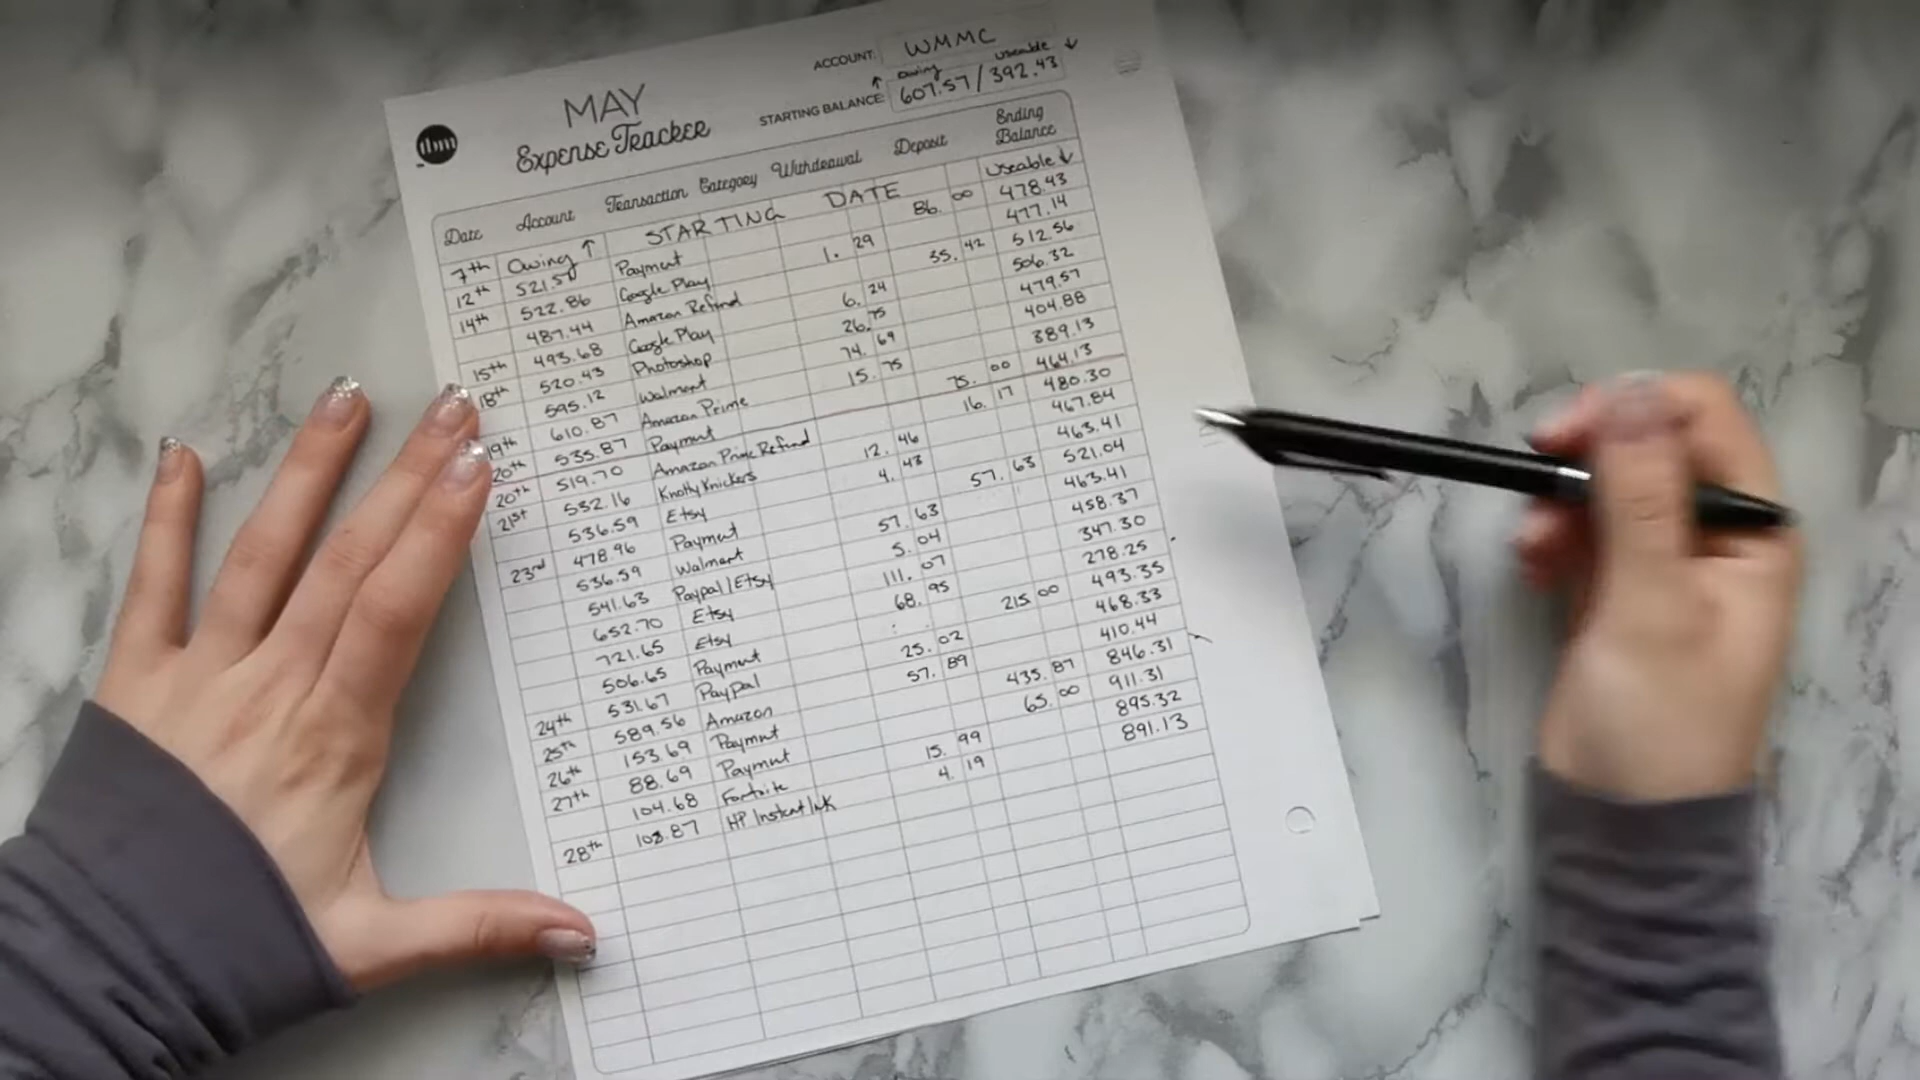 ACCOUNT: WMMC
↑ owing useable ↓
STARTING BALANCE: 607.57/392.43
tbm
MAY
Expense Tracker
Date Account Transaction Category Withdrawal Deposit Ending Balance
7th Owing ↑ STARTING DATE Useable ↓
12th 521.57 Payment 86.00 478.43
14th 522.86 Google Play 1.29 477.14
487.44 Amazon Refund 35.42 512.56
15th 493.68 Google Play 6.24 506.32
18th 520.43 Photoshop 26.75 479.57
595.12 Walmart 74.69 404.88
19th 610.87 Amazon Prime 15.75 389.13
20th 535.87 Payment 75.00 464.13
20th 519.70 Amazon Prime Refund 16.17 480.30
21st 532.16 Knotty Knickers 12.46 467.84
536.59 Etsy 4.43 463.41
23rd 478.96 Payment 57.63 521.04
536.59 Walmart 57.63 463.41
541.63 Paypal/Etsy 5.04 458.37
652.70 Etsy 111.07 347.30
721.65 Etsy 68.95 278.25
506.65 Payment 215.00 493.35
24th 531.67 Paypal 25.02 468.33
25th 589.56 Amazon 57.89 410.44
26th 153.69 Paymnt 435.87 846.31
27th 88.69 Paymnt 65.00 911.31
104.68 Fortnite 15.99 895.32
28th 108.87 HP Instant Ink 4.19 891.13